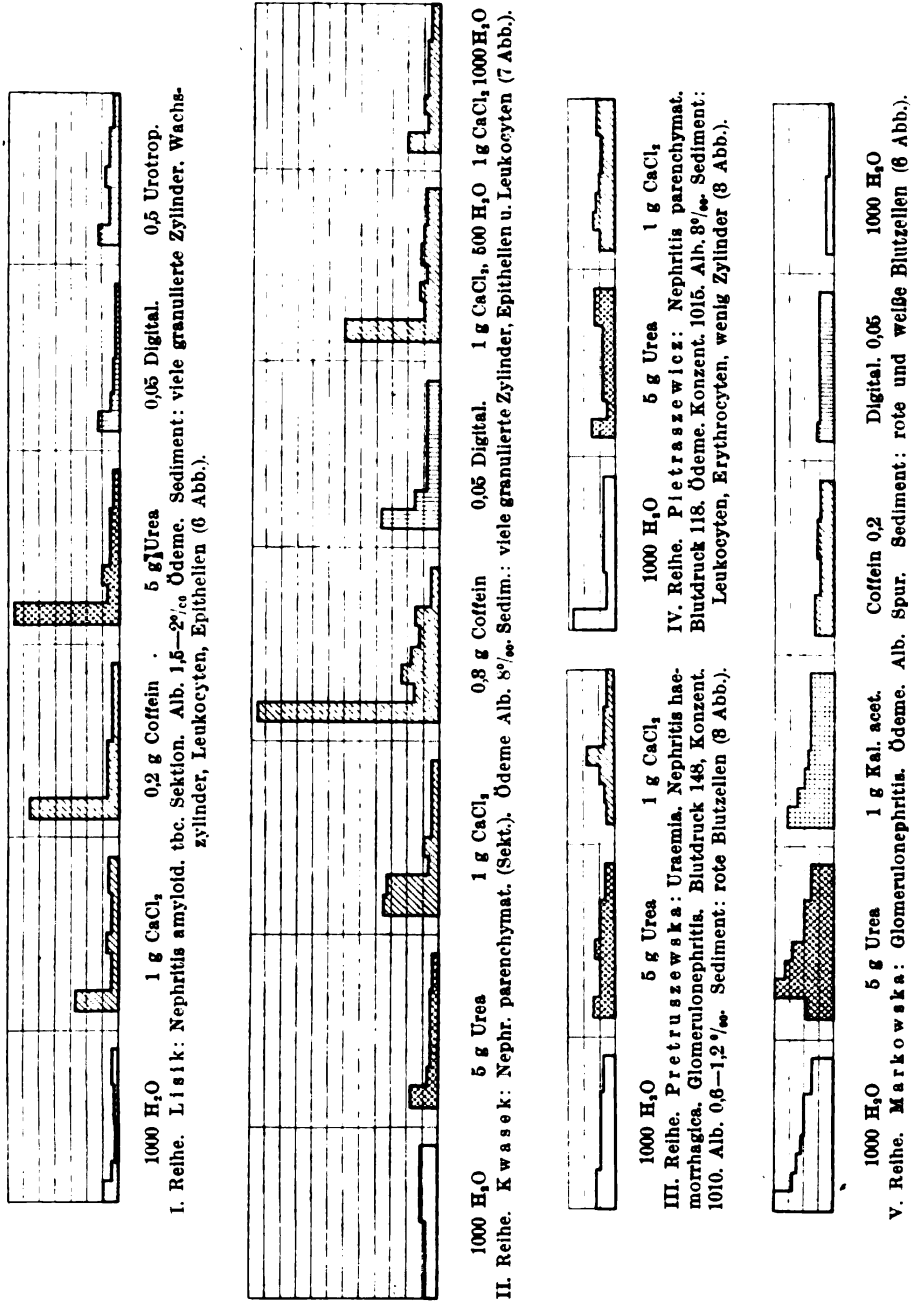 1000 H₂O 1 g CaCl₂ 0,2 g Coffein 5 g Urea 0,05 Digital. 0,5 Urotrop.
I. Reihe. Lisik: Nephritis amyloid. tbc. Sektion. Alb. 1,5—2‰ Ödeme. Sediment: viele granulierte Zylinder. Wachs-
zylinder, Leukocyten, Epithellen (6 Abb.).
1000 H₂O 5 g Urea 1 g CaCl₂ 0,8 g Coffein 0,05 Digital. 1 g CaCl₂, 500 H₂O 1 g CaCl₂ 1000 H₂O
II. Reihe. Kwasek: Nephr. parenchymat. (Sekt.). Ödeme Alb. 8‰. Sedim.: viele granulierte Zylinder, Epithellen u. Leukocyten (7 Abb.).
1000 H₂O 5 g Urea 1 g CaCl₂
III. Reihe. Pretruszewska: Uraemia. Nephritis hae-
morrhagica. Glomerulonephritis. Blutdruck 148, Konzent.
1010. Alb. 0,6—1,2‰. Sediment: rote Blutzellen (3 Abb.).
1000 H₂O 5 g Urea 1 g CaCl₂
IV. Reihe. Pietraszewicz: Nephritis parenchymat.
Blutdruck 118. Ödeme. Konzent. 1015. Alb. 8‰. Sediment:
Leukocyten, Erythrocyten, wenig Zylinder (3 Abb.).
1000 H₂O 5 g Urea 1 g Kal. acet. Coffein 0,2 Digital. 0,05 1000 H₂O
V. Reihe. Markowska: Glomerulonephritis. Ödeme. Alb. Spur. Sediment: rote und weiße Blutzellen (6 Abb.).